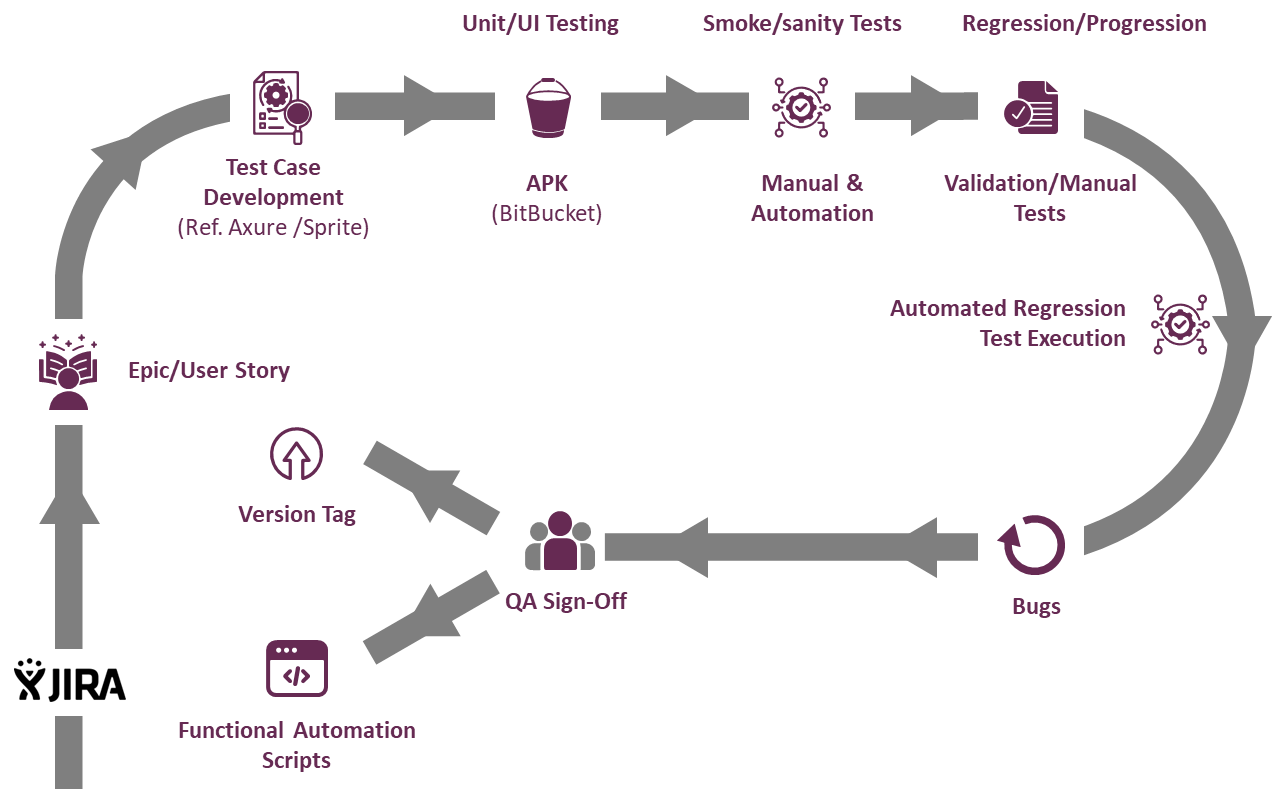 Unit/UI Testing
Smoke/sanity Tests
Regression/Progression
Test Case
Development
(Ref. Axure /Sprite)
APK
(BitBucket)
Manual &
Automation
Validation/Manual
Tests
Automated Regression
Test Execution
Epic/User Story
Version Tag
QA Sign-Off
Bugs
JIRA
Functional Automation
Scripts